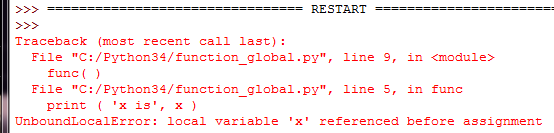 >>> ================================ RESTART ================================
>>>
Traceback (most recent call last):
File "C:/Python34/function_global.py", line 9, in <module>
func( )
File "C:/Python34/function_global.py", line 5, in func
print ( 'x is', x )
UnboundLocalError: local variable 'x' referenced before assignment